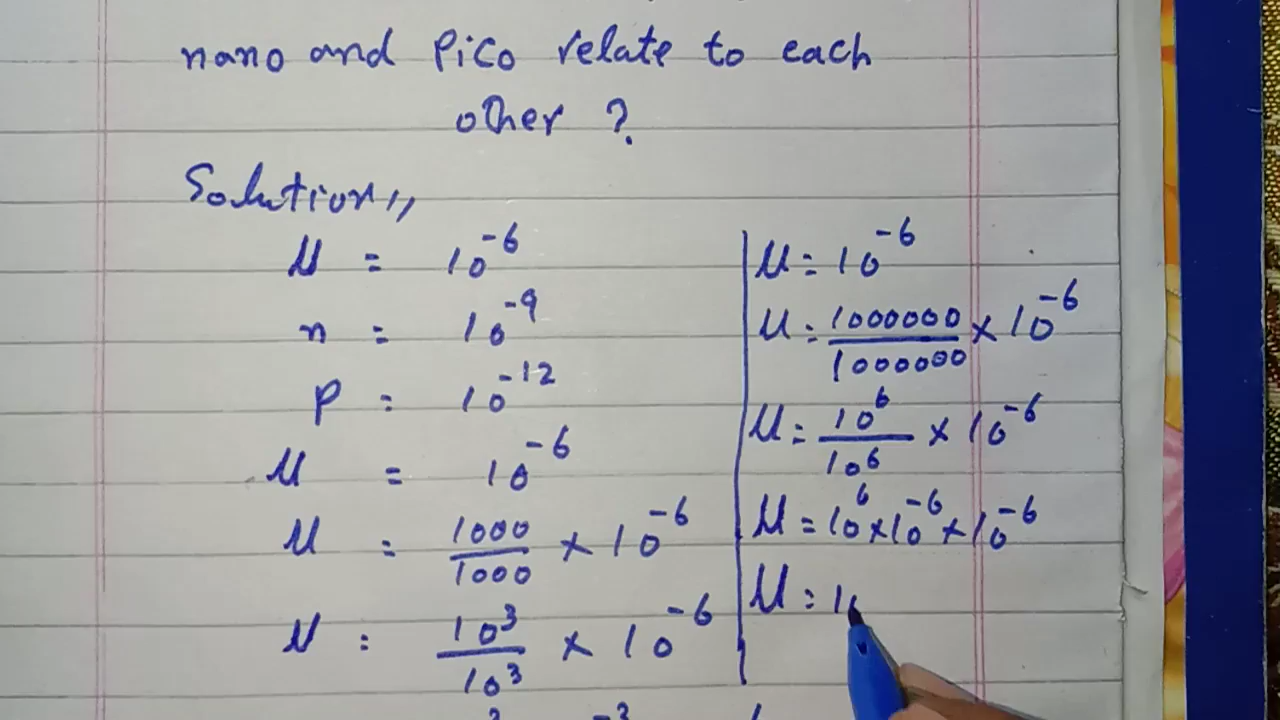 nano and Pico relate to each
other ?
Solution,,
µ = 10^-6
n = 10^-9
p = 10^-12
µ = 10^-6
µ = 1000/1000 × 10^-6
µ = 10^3/10^3 × 10^-6
µ = 10^-6
µ = 1000000/1000000 × 10^-6
µ = 10^6/10^6 × 10^-6
µ = 10^6 × 10^-6 × 10^-6
µ = 10